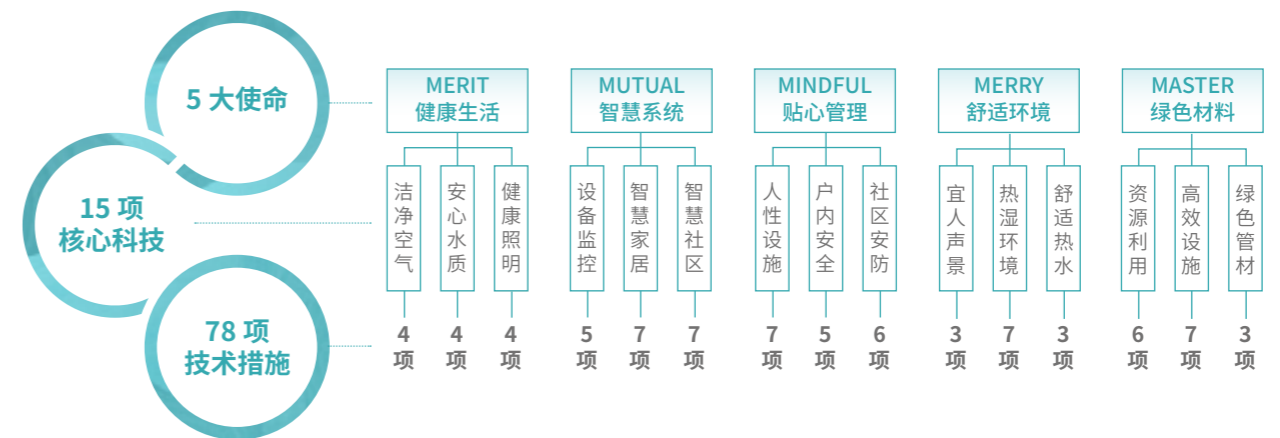 5 大使命
15 项
核心科技
78 项
技术措施
MERIT
健康生活
MUTUAL
智慧系统
MINDFUL
贴心管理
MERRY
舒适环境
MASTER
绿色材料
洁净空气
安心水质
健康照明
设备监控
智慧家居
智慧社区
人性设施
户内安全
社区安防
宜人声景
热湿环境
舒适热水
资源利用
高效设施
绿色管材
4
项
4
项
4
项
5
项
7
项
7
项
7
项
5
项
6
项
3
项
7
项
3
项
6
项
7
项
3
项